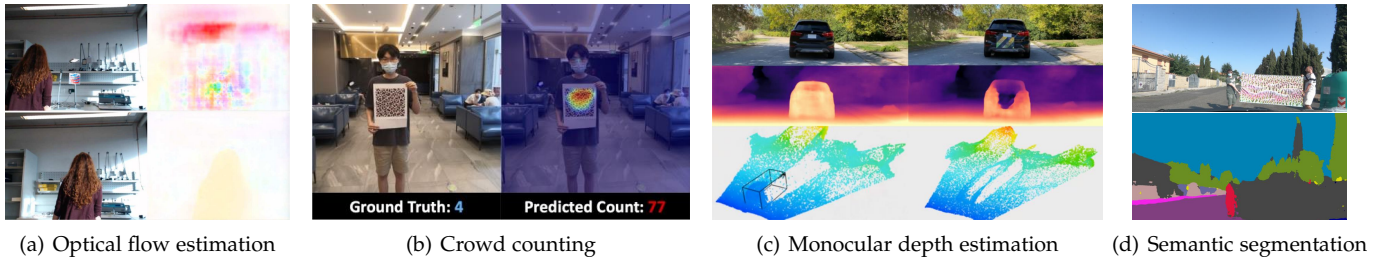 Ground Truth: 4
Predicted Count: 77
(a) Optical flow estimation
(b) Crowd counting
(c) Monocular depth estimation
(d) Semantic segmentation